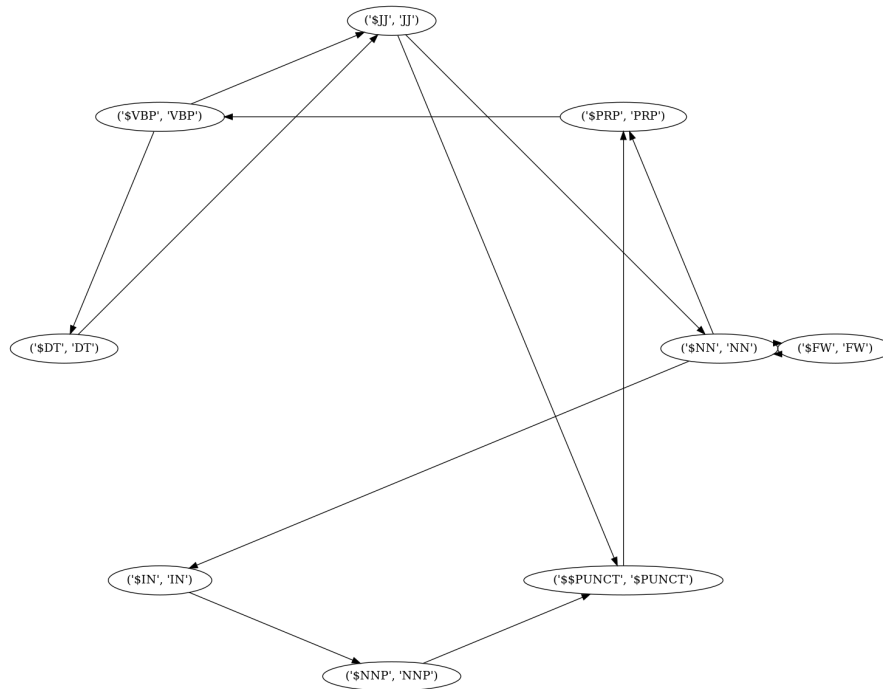 ('$JJ', 'JJ')
('$VBP', 'VBP')
('$PRP', 'PRP')
('$DT', 'DT')
('$NN', 'NN')
('$FW', 'FW')
('$IN', 'IN')
('$$PUNCT', '$PUNCT')
('$NNP', 'NNP')